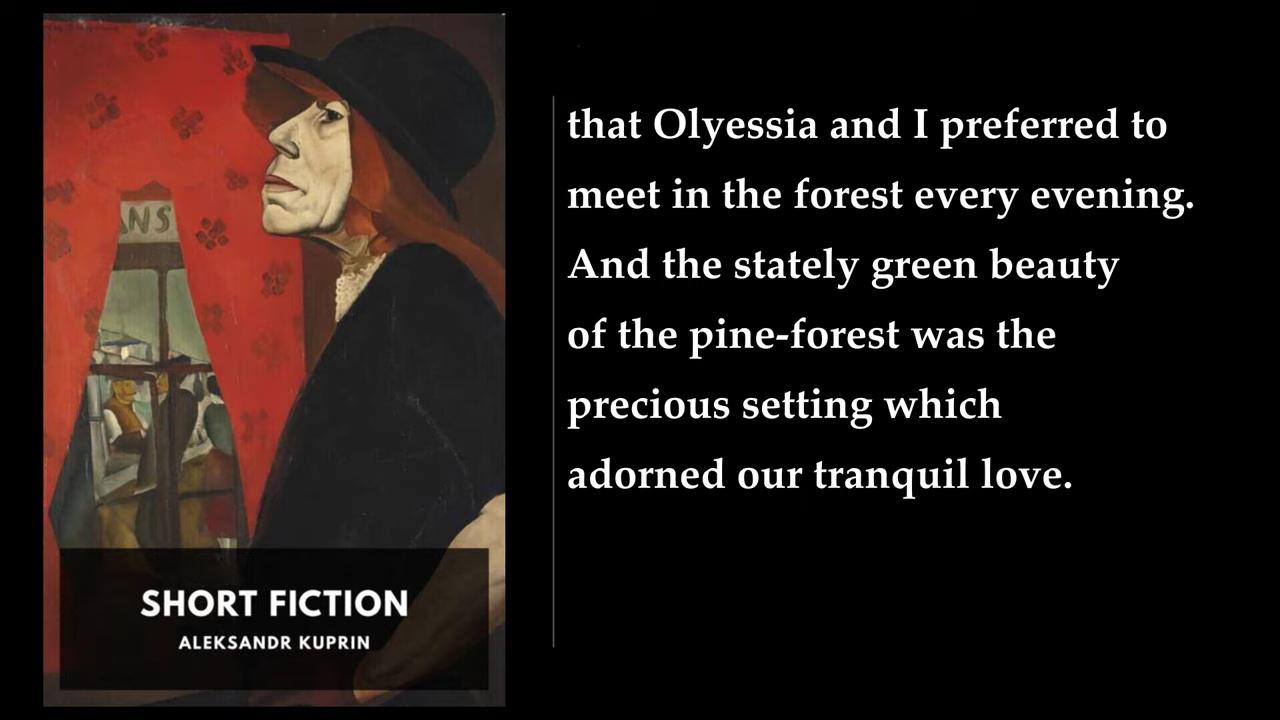 ANS
SHORT FICTION
ALEKSANDR KUPRIN
that Olyessia and I preferred to
meet in the forest every evening.
And the stately green beauty
of the pine-forest was the
precious setting which
adorned our tranquil love.